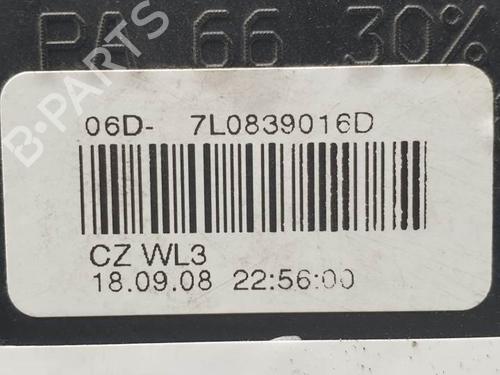 PA 66 30%
B-PARTS
06D- 7L0839016D
CZ WL3
18.09.08 22:56:00